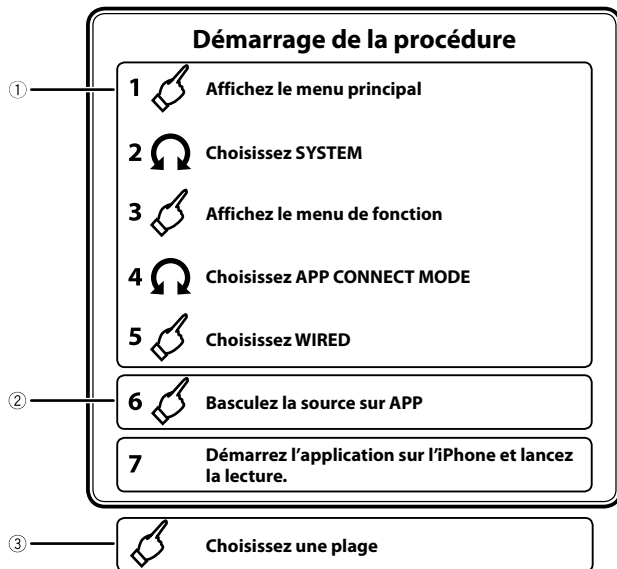 Démarrage de la procédure
① 1 Affichez le menu principal
2 Choisissez SYSTEM
3 Affichez le menu de fonction
4 Choisissez APP CONNECT MODE
5 Choisissez WIRED
② 6 Basculez la source sur APP
7 Démarrez l’application sur l’iPhone et lancez
la lecture.
③ Choisissez une plage